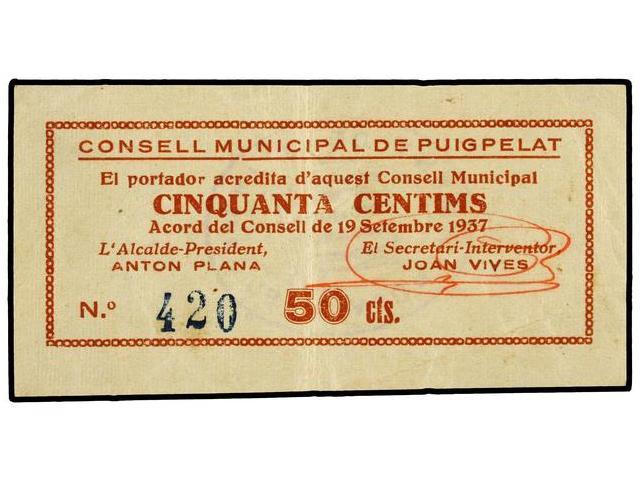 CONSELL MUNICIPAL DE PUIGPELAT
El portador acredita d'aquest Consell Municipal
CINQUANTA CENTIMS
Acord del Consell de 19 Setembre 1937
L'Alcalde-President, El Secretari-Interventor
ANTON PLANA JOAN VIVES
N.º 420 50 cts.